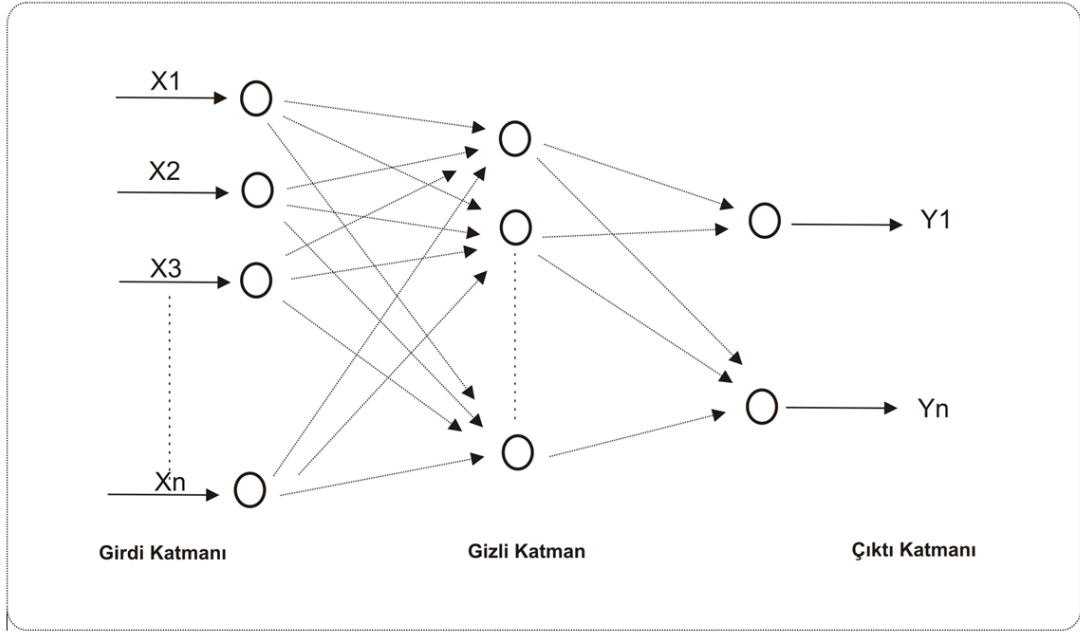 X1
X2
X3
Xn
Y1
Yn
Girdi Katmanı
Gizli Katman
Çıktı Katmanı